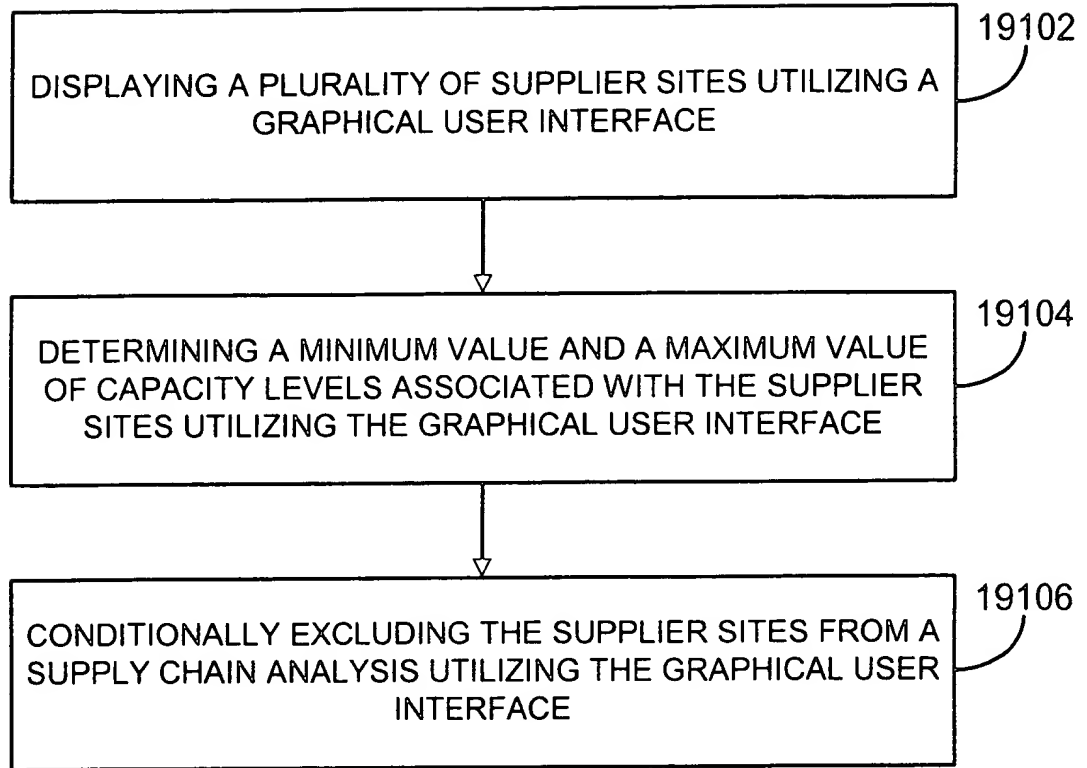 19102
DISPLAYING A PLURALITY OF SUPPLIER SITES UTILIZING A
GRAPHICAL USER INTERFACE
19104
DETERMINING A MINIMUM VALUE AND A MAXIMUM VALUE
OF CAPACITY LEVELS ASSOCIATED WITH THE SUPPLIER
SITES UTILIZING THE GRAPHICAL USER INTERFACE
19106
CONDITIONALLY EXCLUDING THE SUPPLIER SITES FROM A
SUPPLY CHAIN ANALYSIS UTILIZING THE GRAPHICAL USER
INTERFACE